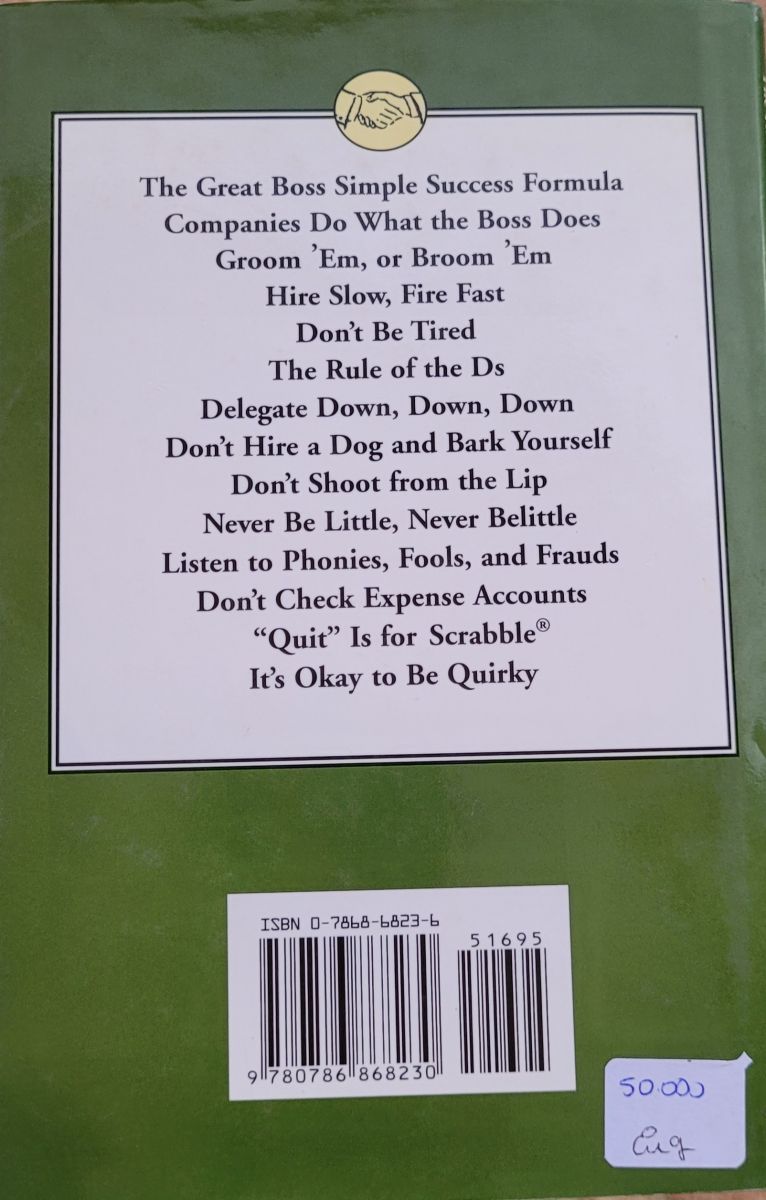 The Great Boss Simple Success Formula
Companies Do What the Boss Does
Groom ’Em, or Broom ’Em
Hire Slow, Fire Fast
Don’t Be Tired
The Rule of the Ds
Delegate Down, Down, Down
Don’t Hire a Dog and Bark Yourself
Don’t Shoot from the Lip
Never Be Little, Never Belittle
Listen to Phonies, Fools, and Frauds
Don’t Check Expense Accounts
“Quit” Is for Scrabble®
It’s Okay to Be Quirky
ISBN 0-7868-6823-6
51695
9 780786 868230
50.000
Eng